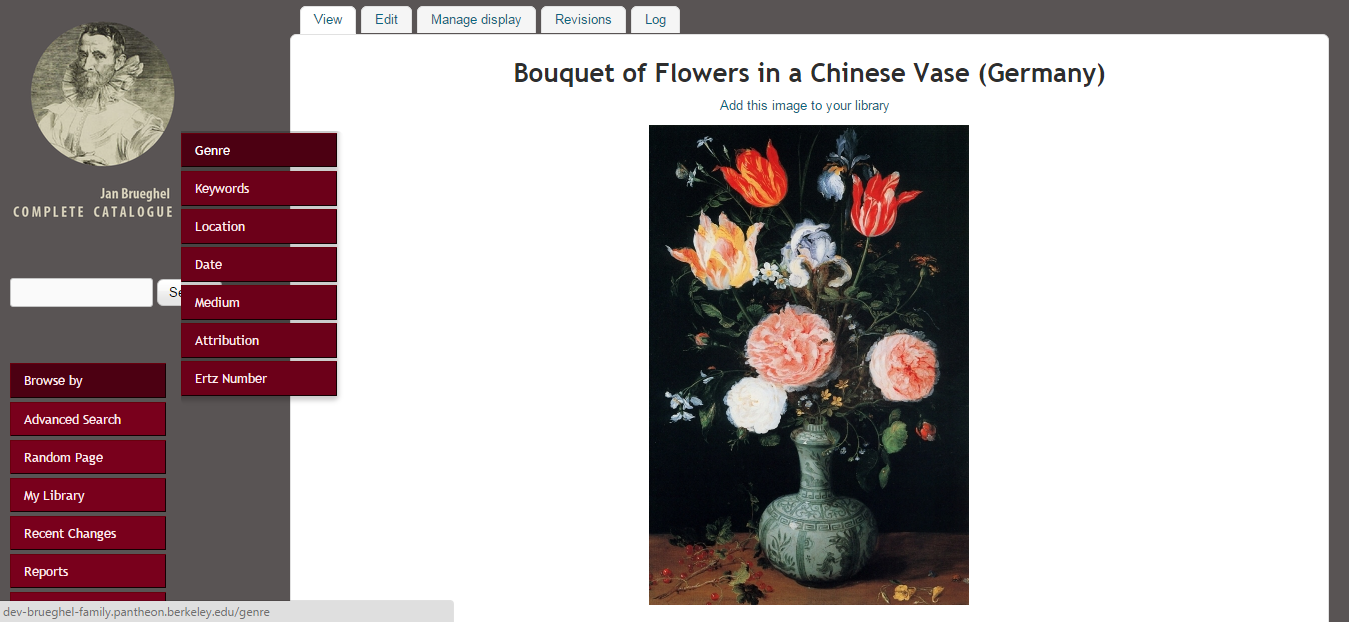 View
Edit
Manage display
Revisions
Log
Jan Brueghel
COMPLETE CATALOGUE
Bouquet of Flowers in a Chinese Vase (Germany)
Add this image to your library
Genre
Keywords
Location
Date
Medium
Attribution
Ertz Number
Browse by
Advanced Search
Random Page
My Library
Recent Changes
Reports
dev-brueghel-family.pantheon.berkeley.edu/genre